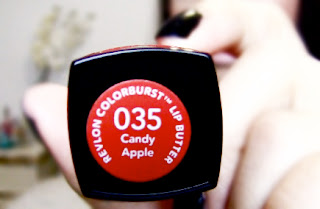 REVLON COLORBURST™ LIP BUTTER
035
Candy
Apple